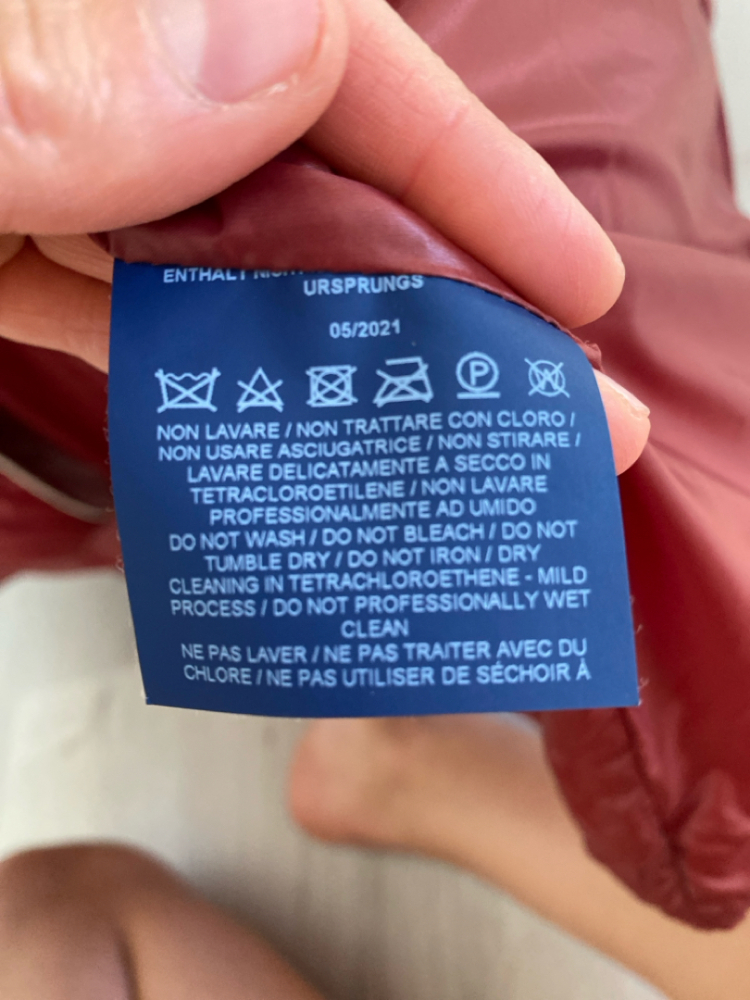 ENTHÄLT
URSPRUNGS
05/2021
P
W
NON LAVARE / NON TRATTARE CON CLORO /
NON USARE ASCIUGATRICE / NON STIRARE /
LAVARE DELICATAMENTE A SECCO IN
TETRACLOROETILENE / NON LAVARE
PROFESSIONALMENTE AD UMIDO
DO NOT WASH / DO NOT BLEACH / DO NOT
TUMBLE DRY / DO NOT IRON / DRY
CLEANING IN TETRACHLOROETHENE - MILD
PROCESS / DO NOT PROFESSIONALLY WET
CLEAN
NE PAS LAVER / NE PAS TRAITER AVEC DU
CHLORE / NE PAS UTILISER DE SÉCHOIR À